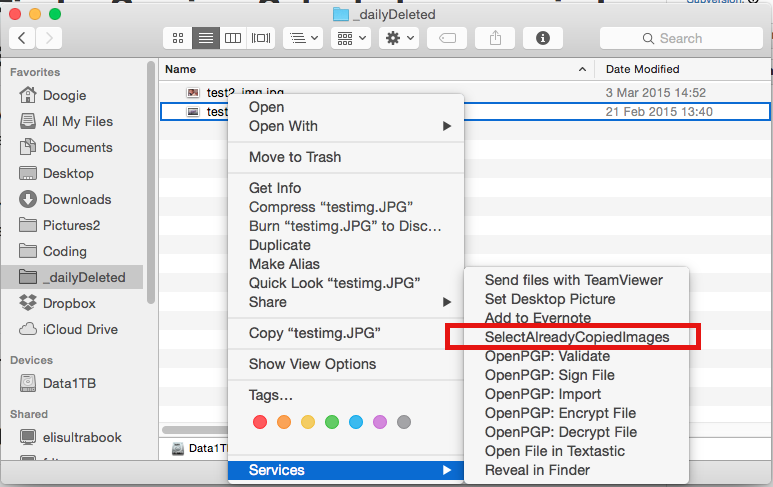 Subversion:
_dailyDeleted
Search
Favorites
Doogie
All My Files
Documents
Desktop
Downloads
Pictures2
Coding
_dailyDeleted
Dropbox
iCloud Drive
Devices
Data1TB
Shared
elisultrabook
Name
Date Modified
test2_img.jpg
3 Mar 2015 14:52
test
21 Feb 2015 13:40
Open
Open With
Move to Trash
Get Info
Compress “testimg.JPG”
Burn “testimg.JPG” to Disc…
Duplicate
Make Alias
Quick Look “testimg.JPG”
Share
Copy “testimg.JPG”
Show View Options
Tags…
Services
Send files with TeamViewer
Set Desktop Picture
Add to Evernote
SelectAlreadyCopiedImages
OpenPGP: Validate
OpenPGP: Sign File
OpenPGP: Import
OpenPGP: Encrypt File
OpenPGP: Decrypt File
Open File in Textastic
Reveal in Finder
Data1TB